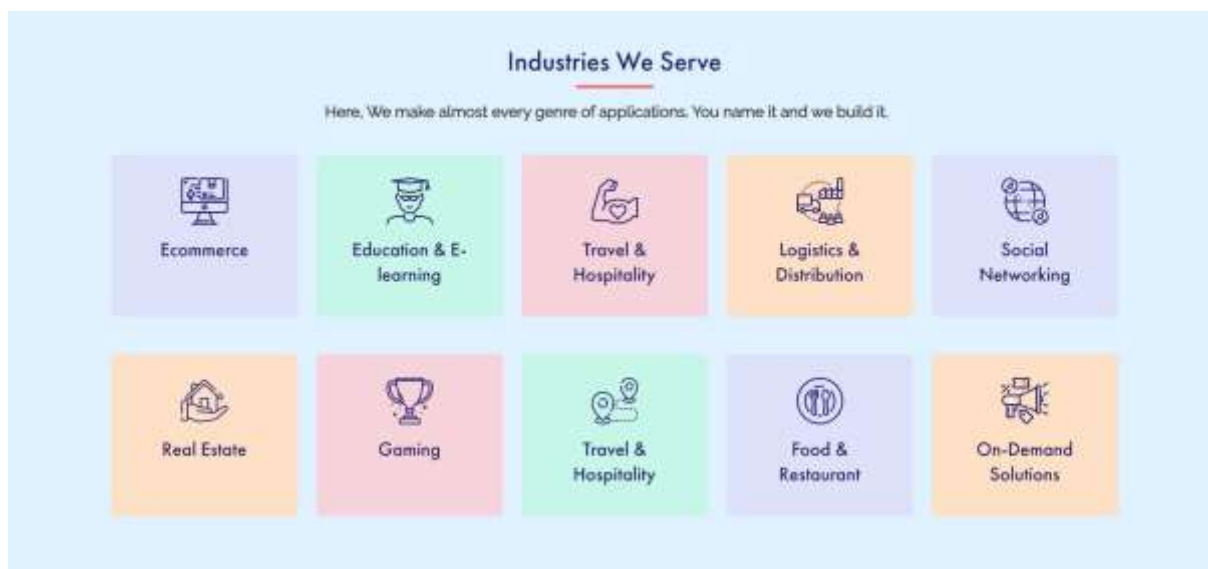 Industries We Serve
Here, We make almost every genre of applications. You name it and we build it.
Ecommerce
Education & E-
learning
Travel &
Hospitality
Logistics &
Distribution
Social
Networking
Real Estate
Gaming
Travel &
Hospitality
Food &
Restaurant
On-Demand
Solutions